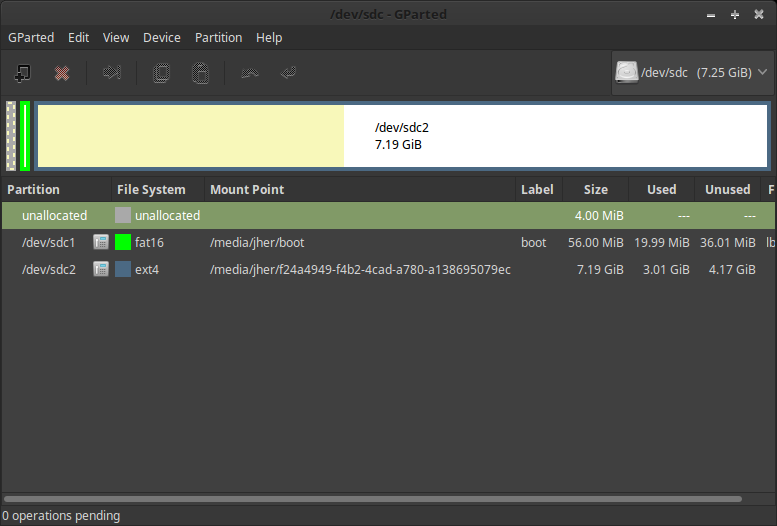 /dev/sdc - GParted
GParted Edit View Device Partition Help
/dev/sdc (7.25 GiB)
/dev/sdc2
7.19 GiB
Partition File System Mount Point Label Size Used Unused F
unallocated unallocated 4.00 MiB --- ---
/dev/sdc1 fat16 /media/jher/boot boot 56.00 MiB 19.99 MiB 36.01 MiB lb
/dev/sdc2 ext4 /media/jher/f24a4949-f4b2-4cad-a780-a138695079ec 7.19 GiB 3.01 GiB 4.17 GiB
0 operations pending